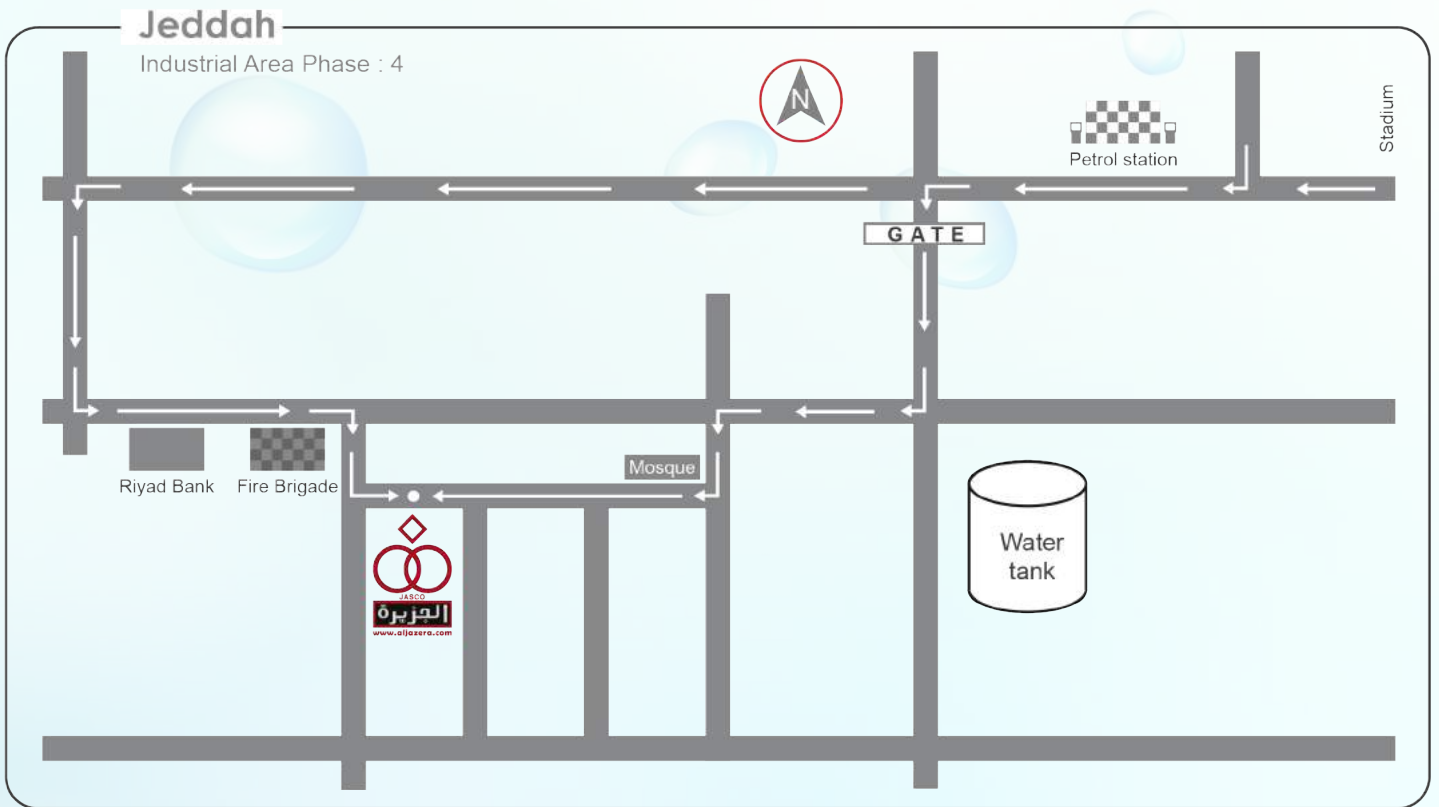 Jeddah
Industrial Area Phase : 4
N
Stadium
Petrol station
GATE
Mosque
Riyad Bank
Fire Brigade
Water
tank
JASCO
الجزيرة
www.aljazera.com